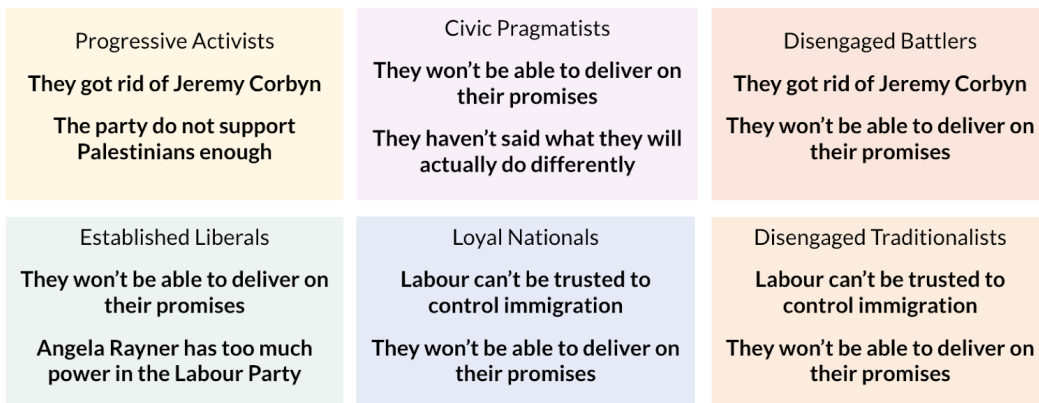 Progressive Activists
They got rid of Jeremy Corbyn
The party do not support
Palestinians enough
Civic Pragmatists
They won't be able to deliver on
their promises
They haven't said what they will
actually do differently
Disengaged Battlers
They got rid of Jeremy Corbyn
They won't be able to deliver on
their promises
Established Liberals
They won't be able to deliver on
their promises
Angela Rayner has too much
power in the Labour Party
Loyal Nationals
Labour can't be trusted to
control immigration
They won't be able to deliver on
their promises
Disengaged Traditionalists
Labour can't be trusted to
control immigration
They won't be able to deliver on
their promises